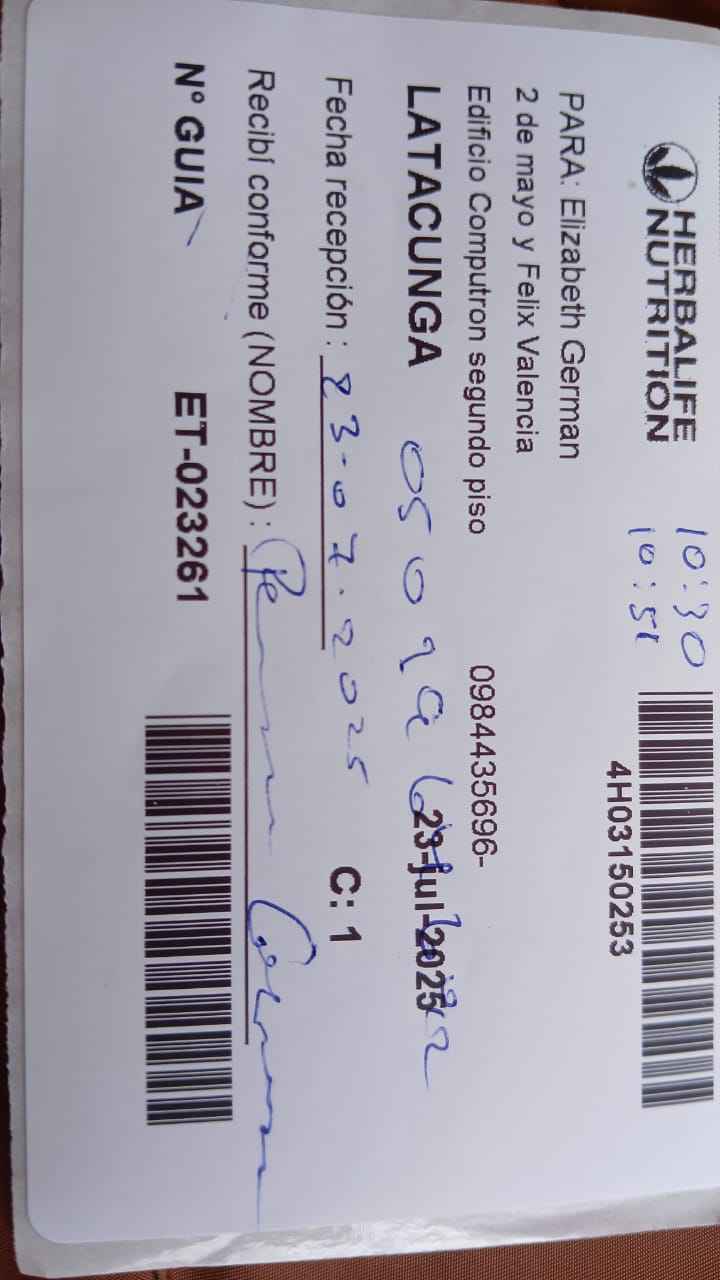 HERBALIFE
NUTRITION
10:30
10:51
4H03150253
PARA: Elizabeth German
2 de mayo y Felix Valencia
Edificio Computron segundo piso
0984435696-
LATACUNGA
23-jul-2025
Fecha recepción : 23-07-2025
C: 1
Recibí conforme (NOMBRE) :
N° GUIA
ET-023261